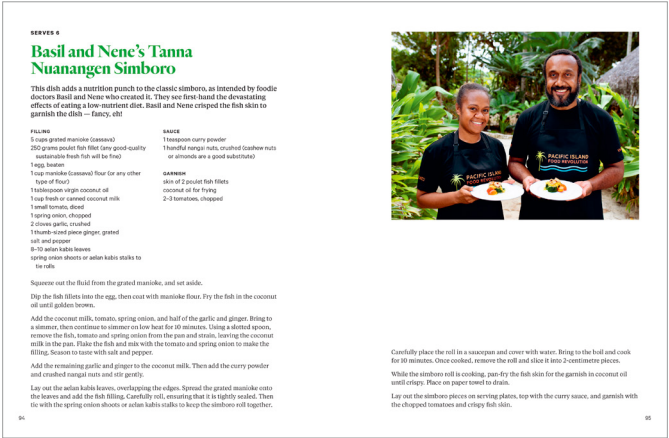 SERVES 6
Basil and Nene's Tanna
Nuanangen Simboro
This dish adds a nutrition punch to the classic simboro, as intended by foodie
doctors Basil and Nene who created it. They see first-hand the devastating
effects of eating a low-nutrient diet. Basil and Nene crisped the fish skin to
garnish the dish — fancy, eh!
FILLING
5 cups grated manioke (cassava)
250 grams poulet fish fillet (any good-quality
sustainable fresh fish will be fine)
1 egg, beaten
1 cup manioke (cassava) flour (or any other
type of flour)
1 tablespoon virgin coconut oil
1 cup fresh or canned coconut milk
1 small tomato, diced
1 spring onion, chopped
2 cloves garlic, crushed
1 thumb-sized piece ginger, grated
salt and pepper
8–10 aelan kabis leaves
spring onion shoots or aelan kabis stalks to
tie rolls
SAUCE
1 teaspoon curry powder
1 handful nangai nuts, crushed (cashew nuts
or almonds are a good substitute)
GARNISH
skin of 2 poulet fish fillets
coconut oil for frying
2–3 tomatoes, chopped
Squeeze out the fluid from the grated manioke, and set aside.
Dip the fish fillets into the egg, then coat with manioke flour. Fry the fish in the coconut
oil until golden brown.
Add the coconut milk, tomato, spring onion, and half of the garlic and ginger. Bring to
a simmer, then continue to simmer on low heat for 10 minutes. Using a slotted spoon,
remove the fish, tomato and spring onion from the pan and strain, leaving the coconut
milk in the pan. Flake the fish and mix with the tomato and spring onion to make the
filling. Season to taste with salt and pepper.
Add the remaining garlic and ginger to the coconut milk. Then add the curry powder
and crushed nangai nuts and stir gently.
Lay out the aelan kabis leaves, overlapping the edges. Spread the grated manioke onto
the leaves and add the fish filling. Carefully roll, ensuring that it is tightly sealed. Then
tie with the spring onion shoots or aelan kabis stalks to keep the simboro roll together.
94
PACIFIC ISLAND
FOOD REVOLUTION
PACIFIC ISLAND
FOOD REVOLUTION
Carefully place the roll in a saucepan and cover with water. Bring to the boil and cook
for 10 minutes. Once cooked, remove the roll and slice it into 2-centimetre pieces.
While the simboro roll is cooking, pan-fry the fish skin for the garnish in coconut oil
until crispy. Place on paper towel to drain.
Lay out the simboro pieces on serving plates, top with the curry sauce, and garnish with
the chopped tomatoes and crispy fish skin.
95